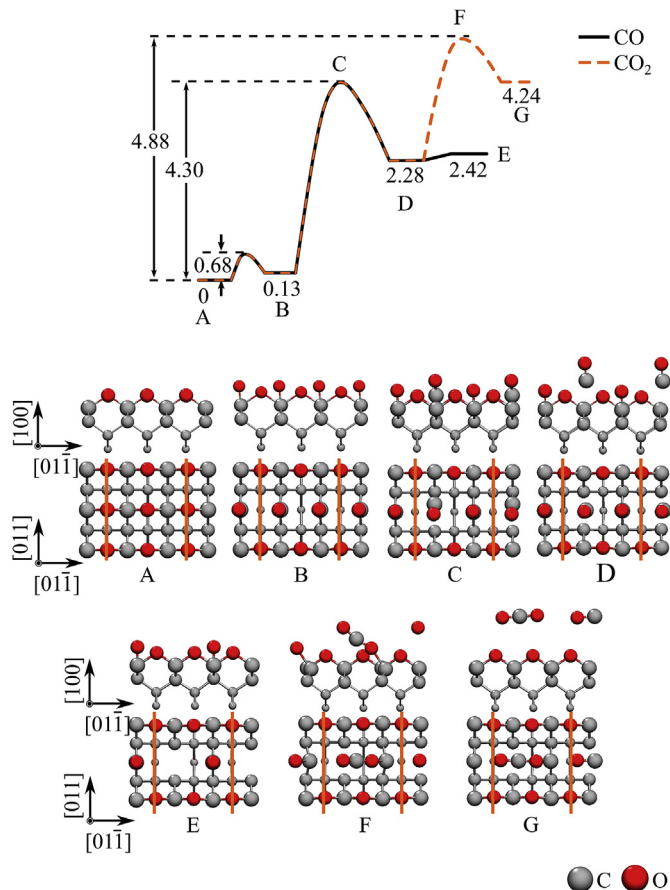 F
CO
CO2
C
4.24
G
4.88
4.30
E
2.28
2.42
D
0.68
0.13
0
B
A
[100]
[011̄]
[011]
[011̄]
A
B
C
D
[100]
[011̄]
[011]
[011̄]
E
F
G
C
O